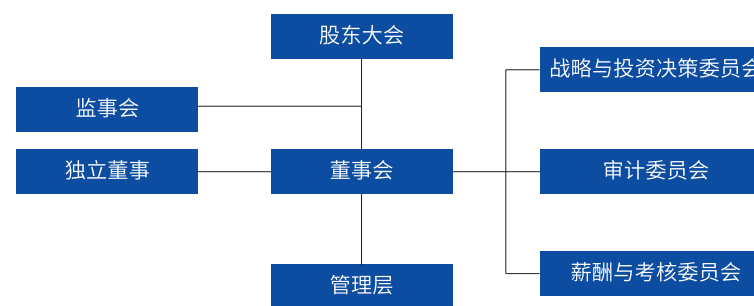 股东大会
战略与投资决策委员会
监事会
独立董事
董事会
审计委员会
薪酬与考核委员会
管理层